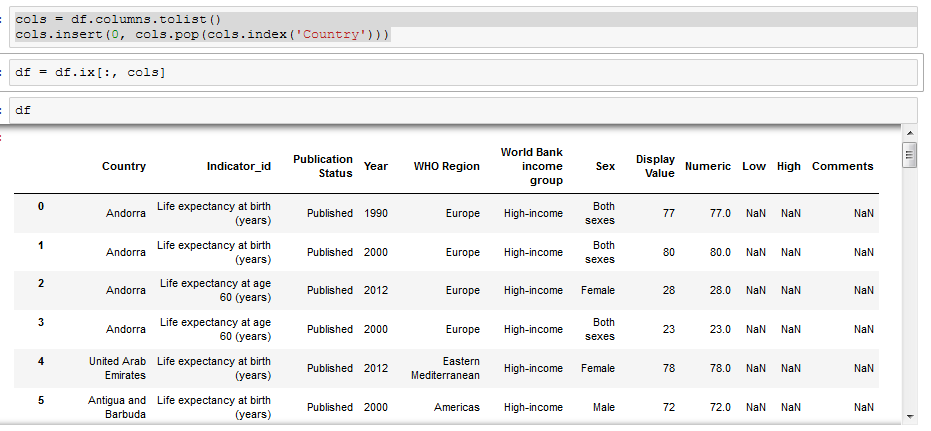 cols = df.columns.tolist()
cols.insert(0, cols.pop(cols.index('Country')))
df = df.ix[:, cols]
df
Country Indicator_id Publication Status Year WHO Region World Bank income group Sex Display Value Numeric Low High Comments
0 Andorra Life expectancy at birth (years) Published 1990 Europe High-income Both sexes 77 77.0 NaN NaN NaN
1 Andorra Life expectancy at birth (years) Published 2000 Europe High-income Both sexes 80 80.0 NaN NaN NaN
2 Andorra Life expectancy at age 60 (years) Published 2012 Europe High-income Female 28 28.0 NaN NaN NaN
3 Andorra Life expectancy at age 60 (years) Published 2000 Europe High-income Both sexes 23 23.0 NaN NaN NaN
4 United Arab Emirates Life expectancy at birth (years) Published 2012 Eastern Mediterranean High-income Female 78 78.0 NaN NaN NaN
5 Antigua and Barbuda Life expectancy at birth (years) Published 2000 Americas High-income Male 72 72.0 NaN NaN NaN